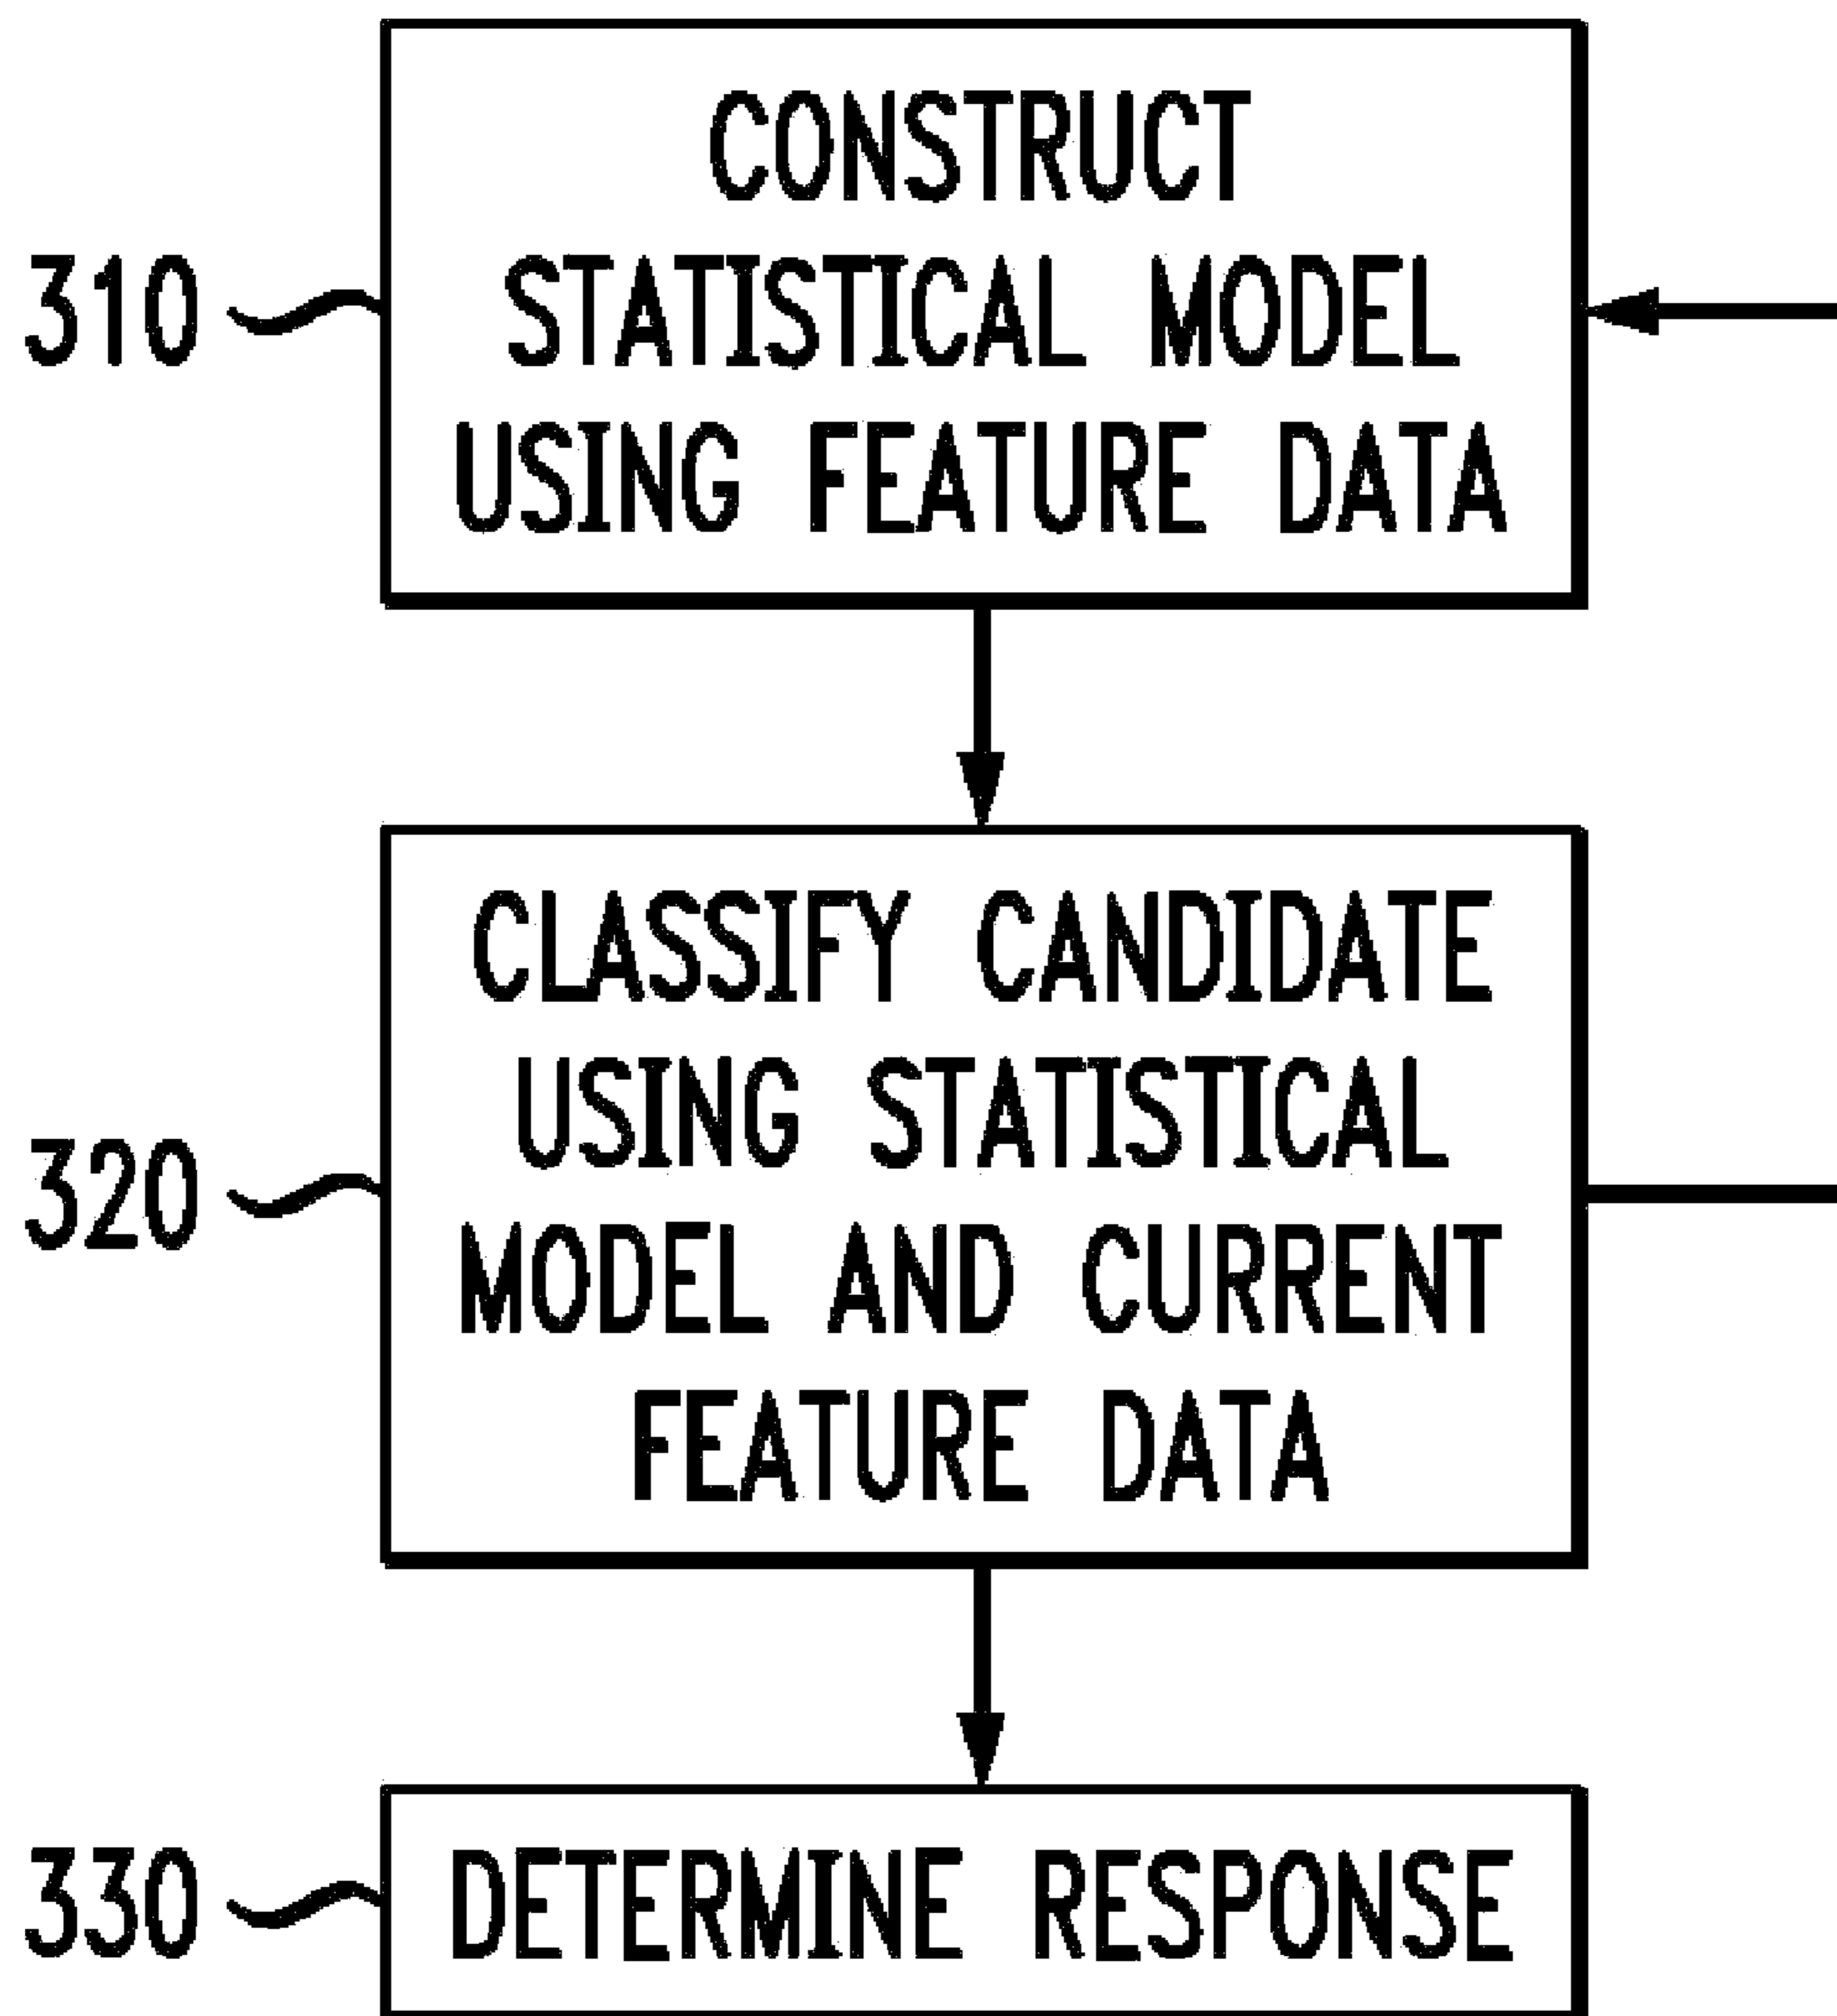 CONSTRUCT
STATISTICAL MODEL
USING FEATURE DATA
310
CLASSIFY CANDIDATE
USING STATISTICAL
MODEL AND CURRENT
FEATURE DATA
320
DETERMINE RESPONSE
330